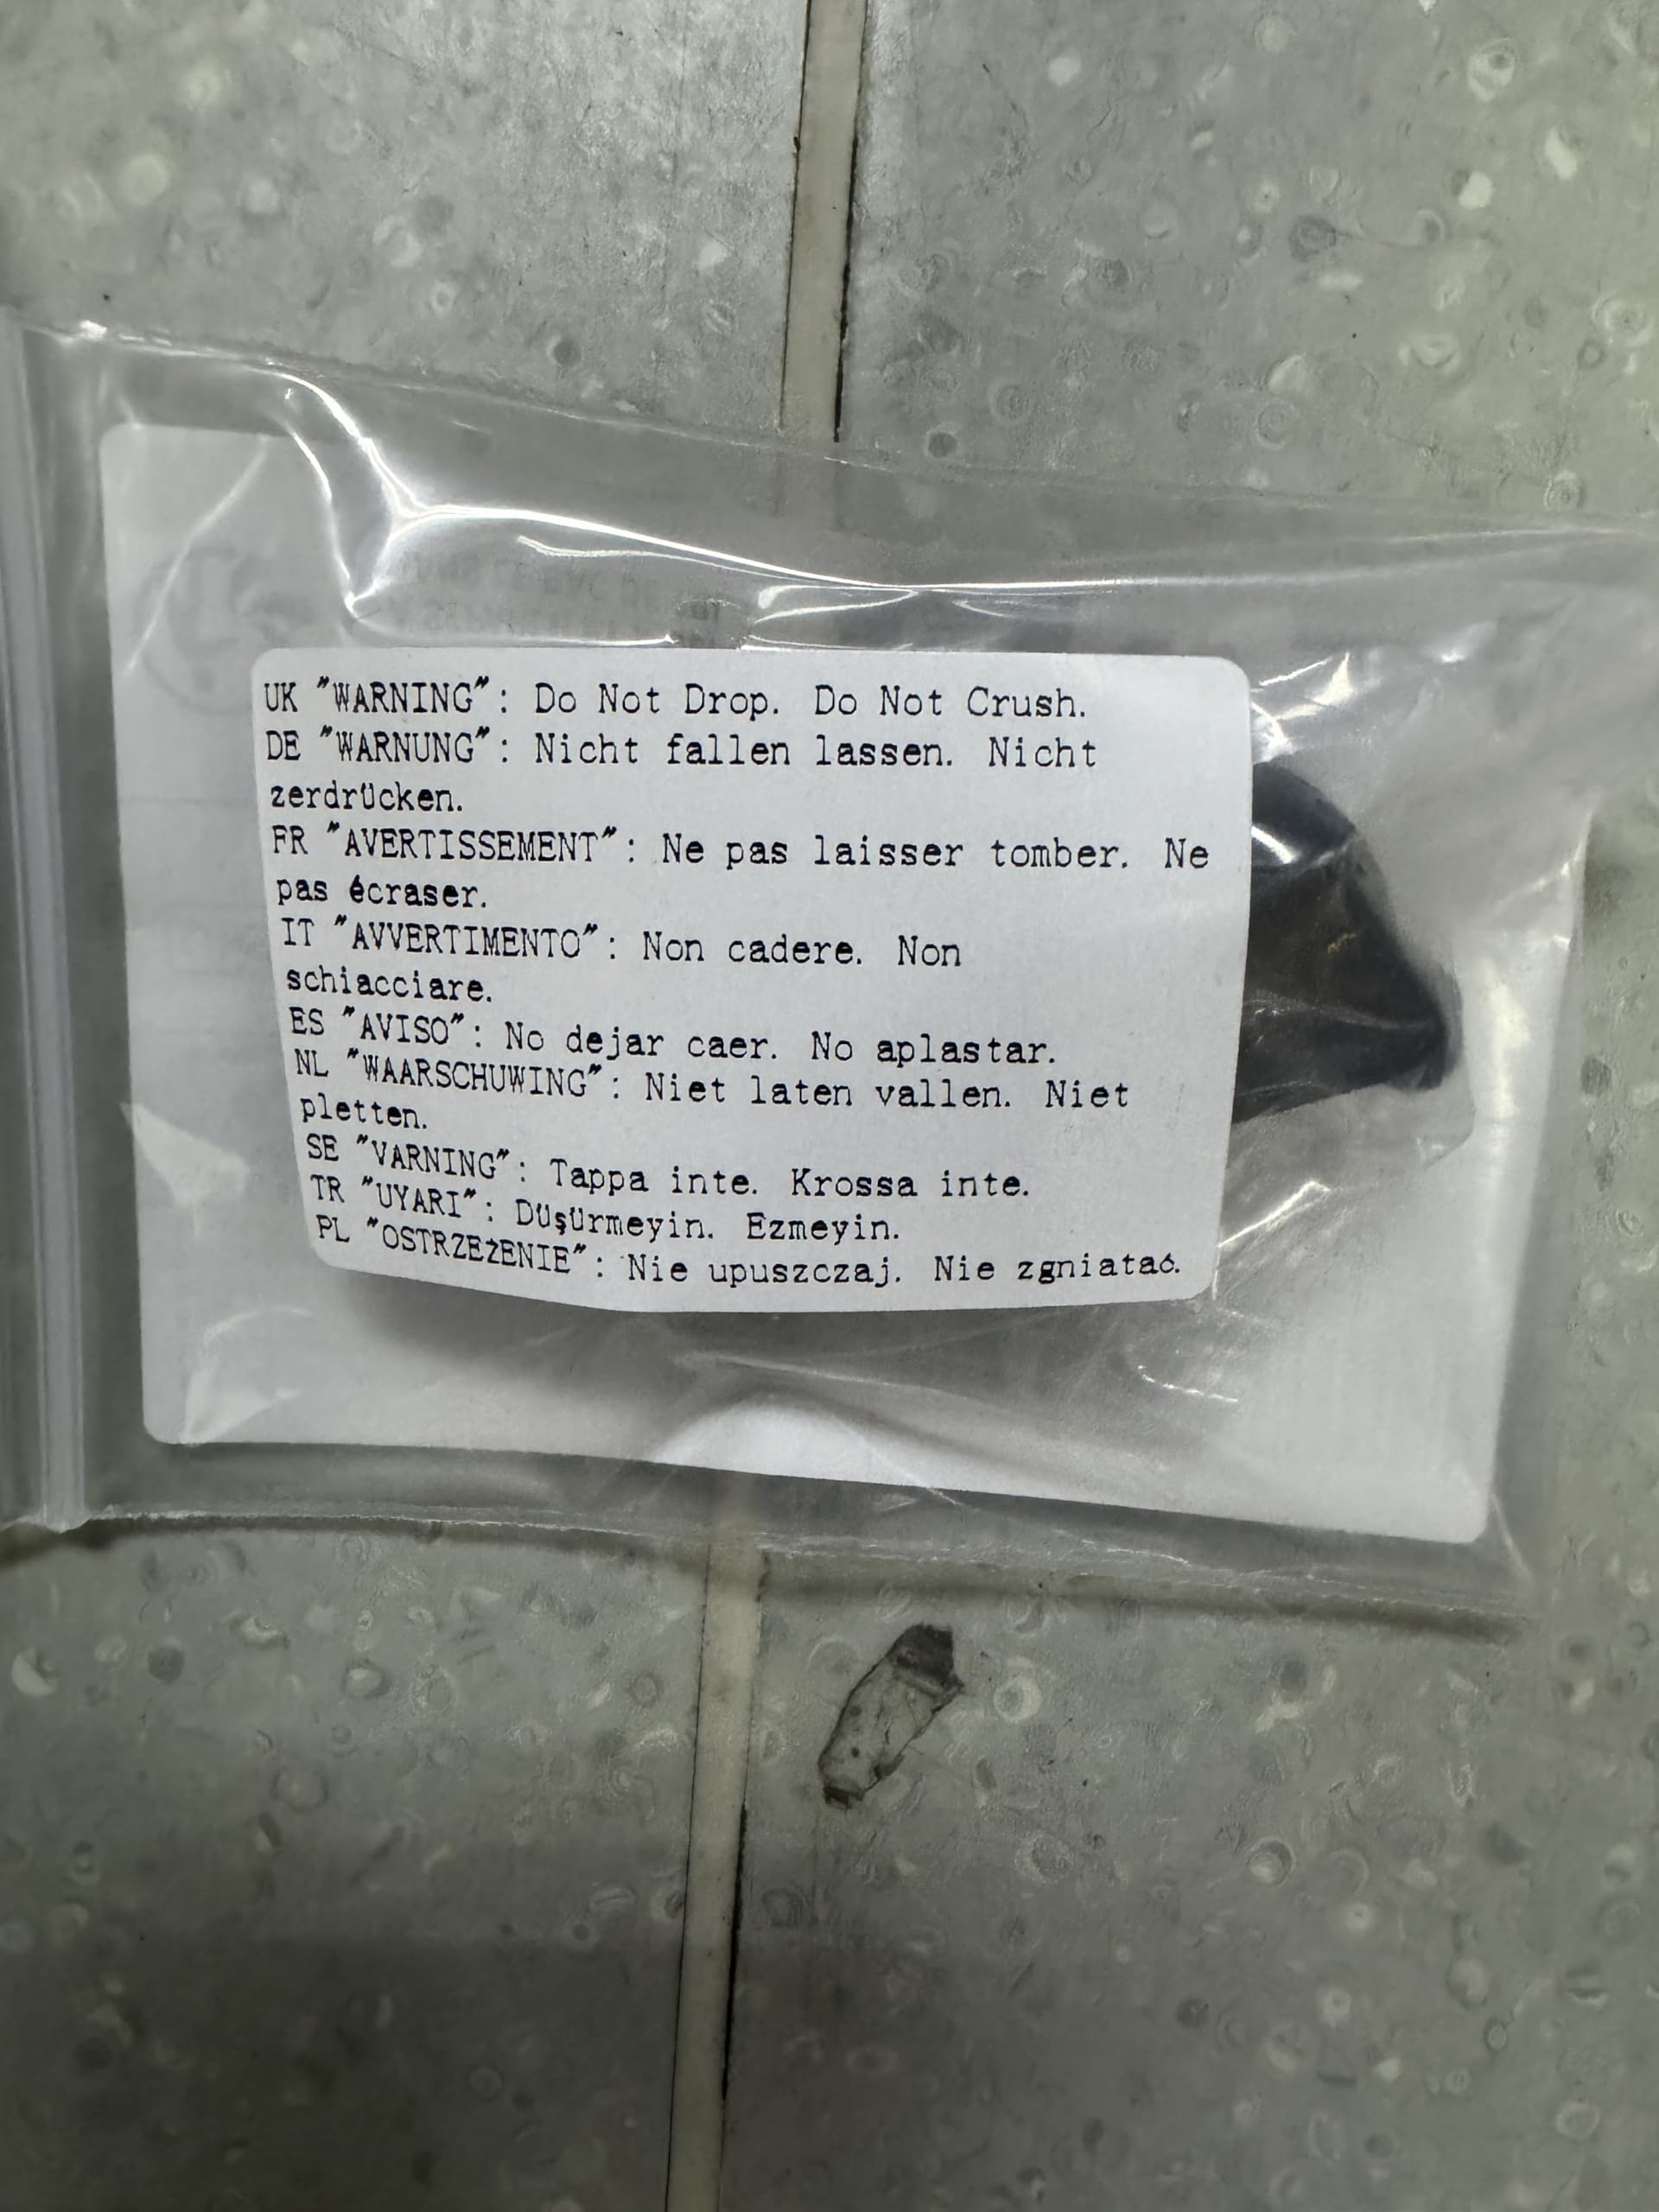 UK "WARNING": Do Not Drop. Do Not Crush.
DE "WARNUNG": Nicht fallen lassen. Nicht
zerdrücken.
FR "AVERTISSEMENT": Ne pas laisser tomber. Ne
pas écraser.
IT "AVVERTIMENTO": Non cadere. Non
schiacciare.
ES "AVISO": No dejar caer. No aplastar.
NL "WAARSCHUWING": Niet laten vallen. Niet
pletten.
SE "VARNING": Tappa inte. Krossa inte.
TR "UYARI": Düşürmeyin. Ezmeyin.
PL "OSTRZEŻENIE": Nie upuszczaj. Nie zgniatać.